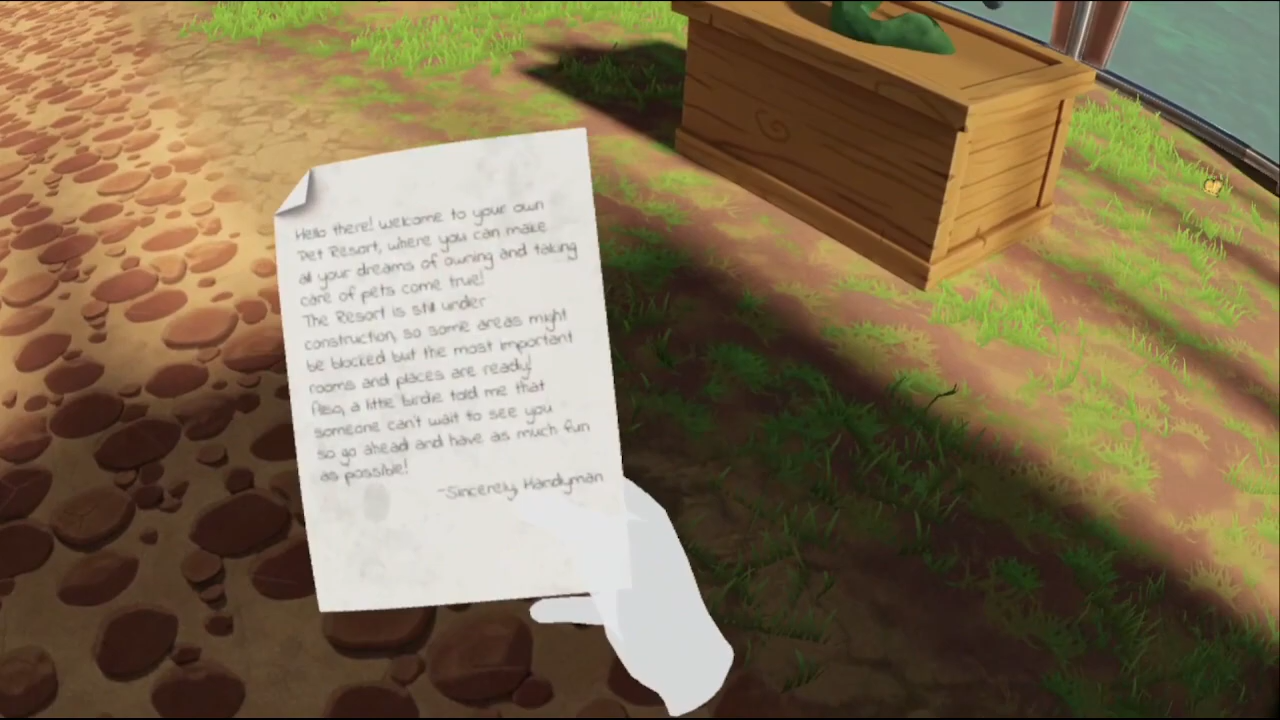 Hello there! Welcome to your own
Pet Resort, where you can make
all your dreams of owning and taking
care of pets come true!
The Resort is still under
construction, so some areas might
be blocked but the most important
rooms and places are ready!
Also, a little birdie told me that
someone can't wait to see you
so go ahead and have as much fun
as possible!
-Sincerely, Handyman